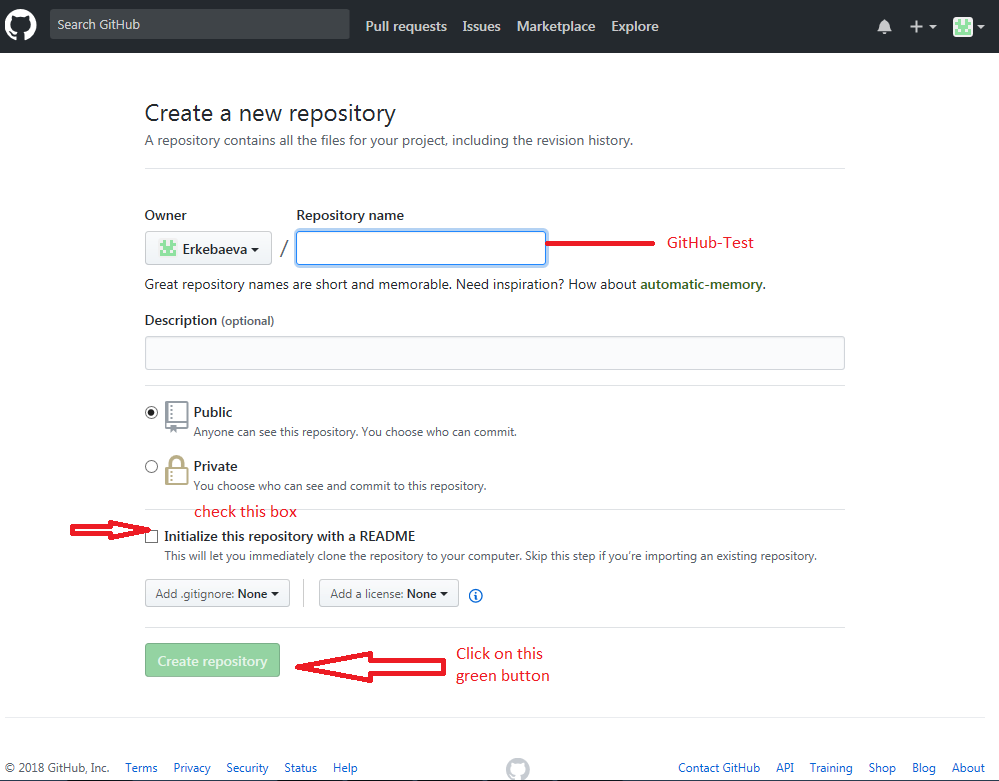 Search GitHub
Pull requests Issues Marketplace Explore
Create a new repository
A repository contains all the files for your project, including the revision history.
Owner Repository name
Erkebaeva / GitHub-Test
Great repository names are short and memorable. Need inspiration? How about automatic-memory.
Description (optional)
Public
Anyone can see this repository. You choose who can commit.
Private
You choose who can see and commit to this repository.
check this box
Initialize this repository with a README
This will let you immediately clone the repository to your computer. Skip this step if you’re importing an existing repository.
Add .gitignore: None Add a license: None
Create repository
Click on this
green button
© 2018 GitHub, Inc. Terms Privacy Security Status Help Contact GitHub API Training Shop Blog About